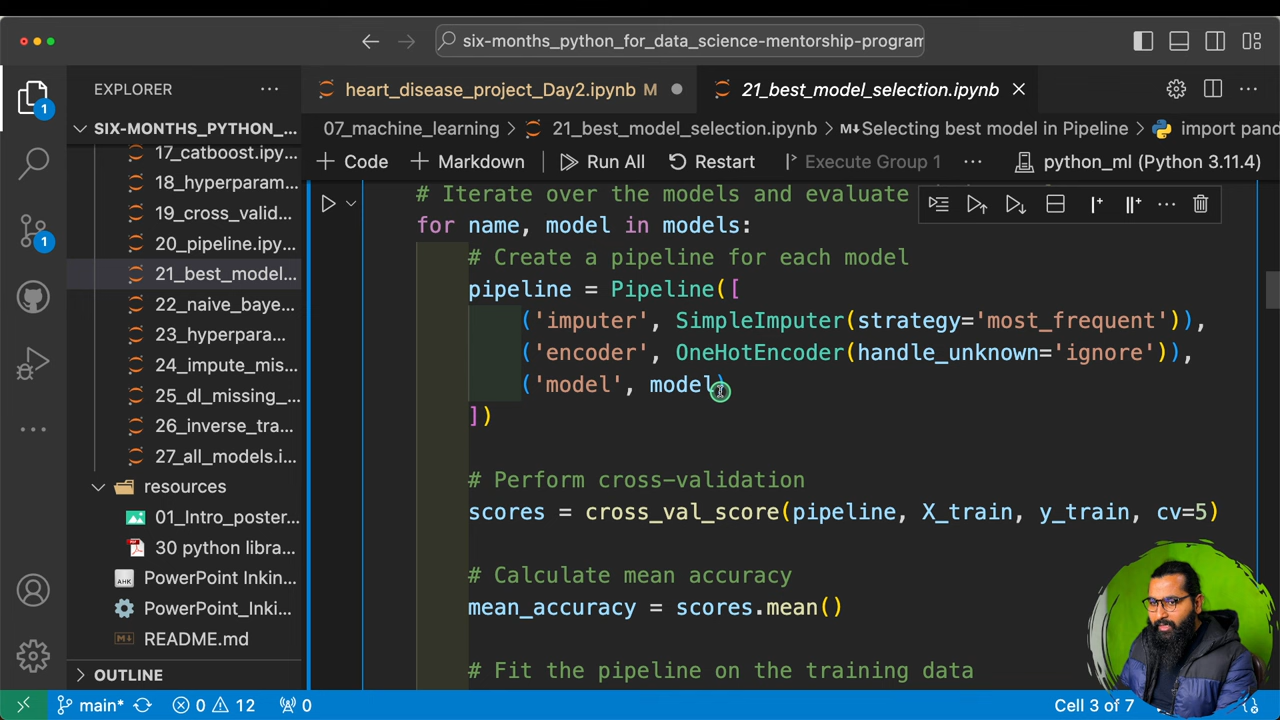 six-months_python_for_data_science-mentorship-program
EXPLORER
heart_disease_project_Day2.ipynb M
21_best_model_selection.ipynb
SIX-MONTHS_PYTHON_...
17_catboost.ipy...
18_hyperparam...
19_cross_valid...
20_pipeline.ipy...
21_best_model...
22_naive_baye...
23_hyperpara...
24_impute_mis...
25_dl_missing_...
26_inverse_tra...
27_all_models.i...
resources
01_Intro_poster...
30 python libra...
PowerPoint Inkin...
PowerPoint_Inki...
README.md
OUTLINE
07_machine_learning > 21_best_model_selection.ipynb > M Selecting best model in Pipeline > import pand
+ Code + Markdown Run All Restart Execute Group 1 ... python_ml (Python 3.11.4)
# Iterate over the models and evaluate
for name, model in models:
# Create a pipeline for each model
pipeline = Pipeline([
('imputer', SimpleImputer(strategy='most_frequent')),
('encoder', OneHotEncoder(handle_unknown='ignore')),
('model', model)
])
# Perform cross-validation
scores = cross_val_score(pipeline, X_train, y_train, cv=5)
# Calculate mean accuracy
mean_accuracy = scores.mean()
# Fit the pipeline on the training data
1
1
main* 0 12 0
Cell 3 of 7